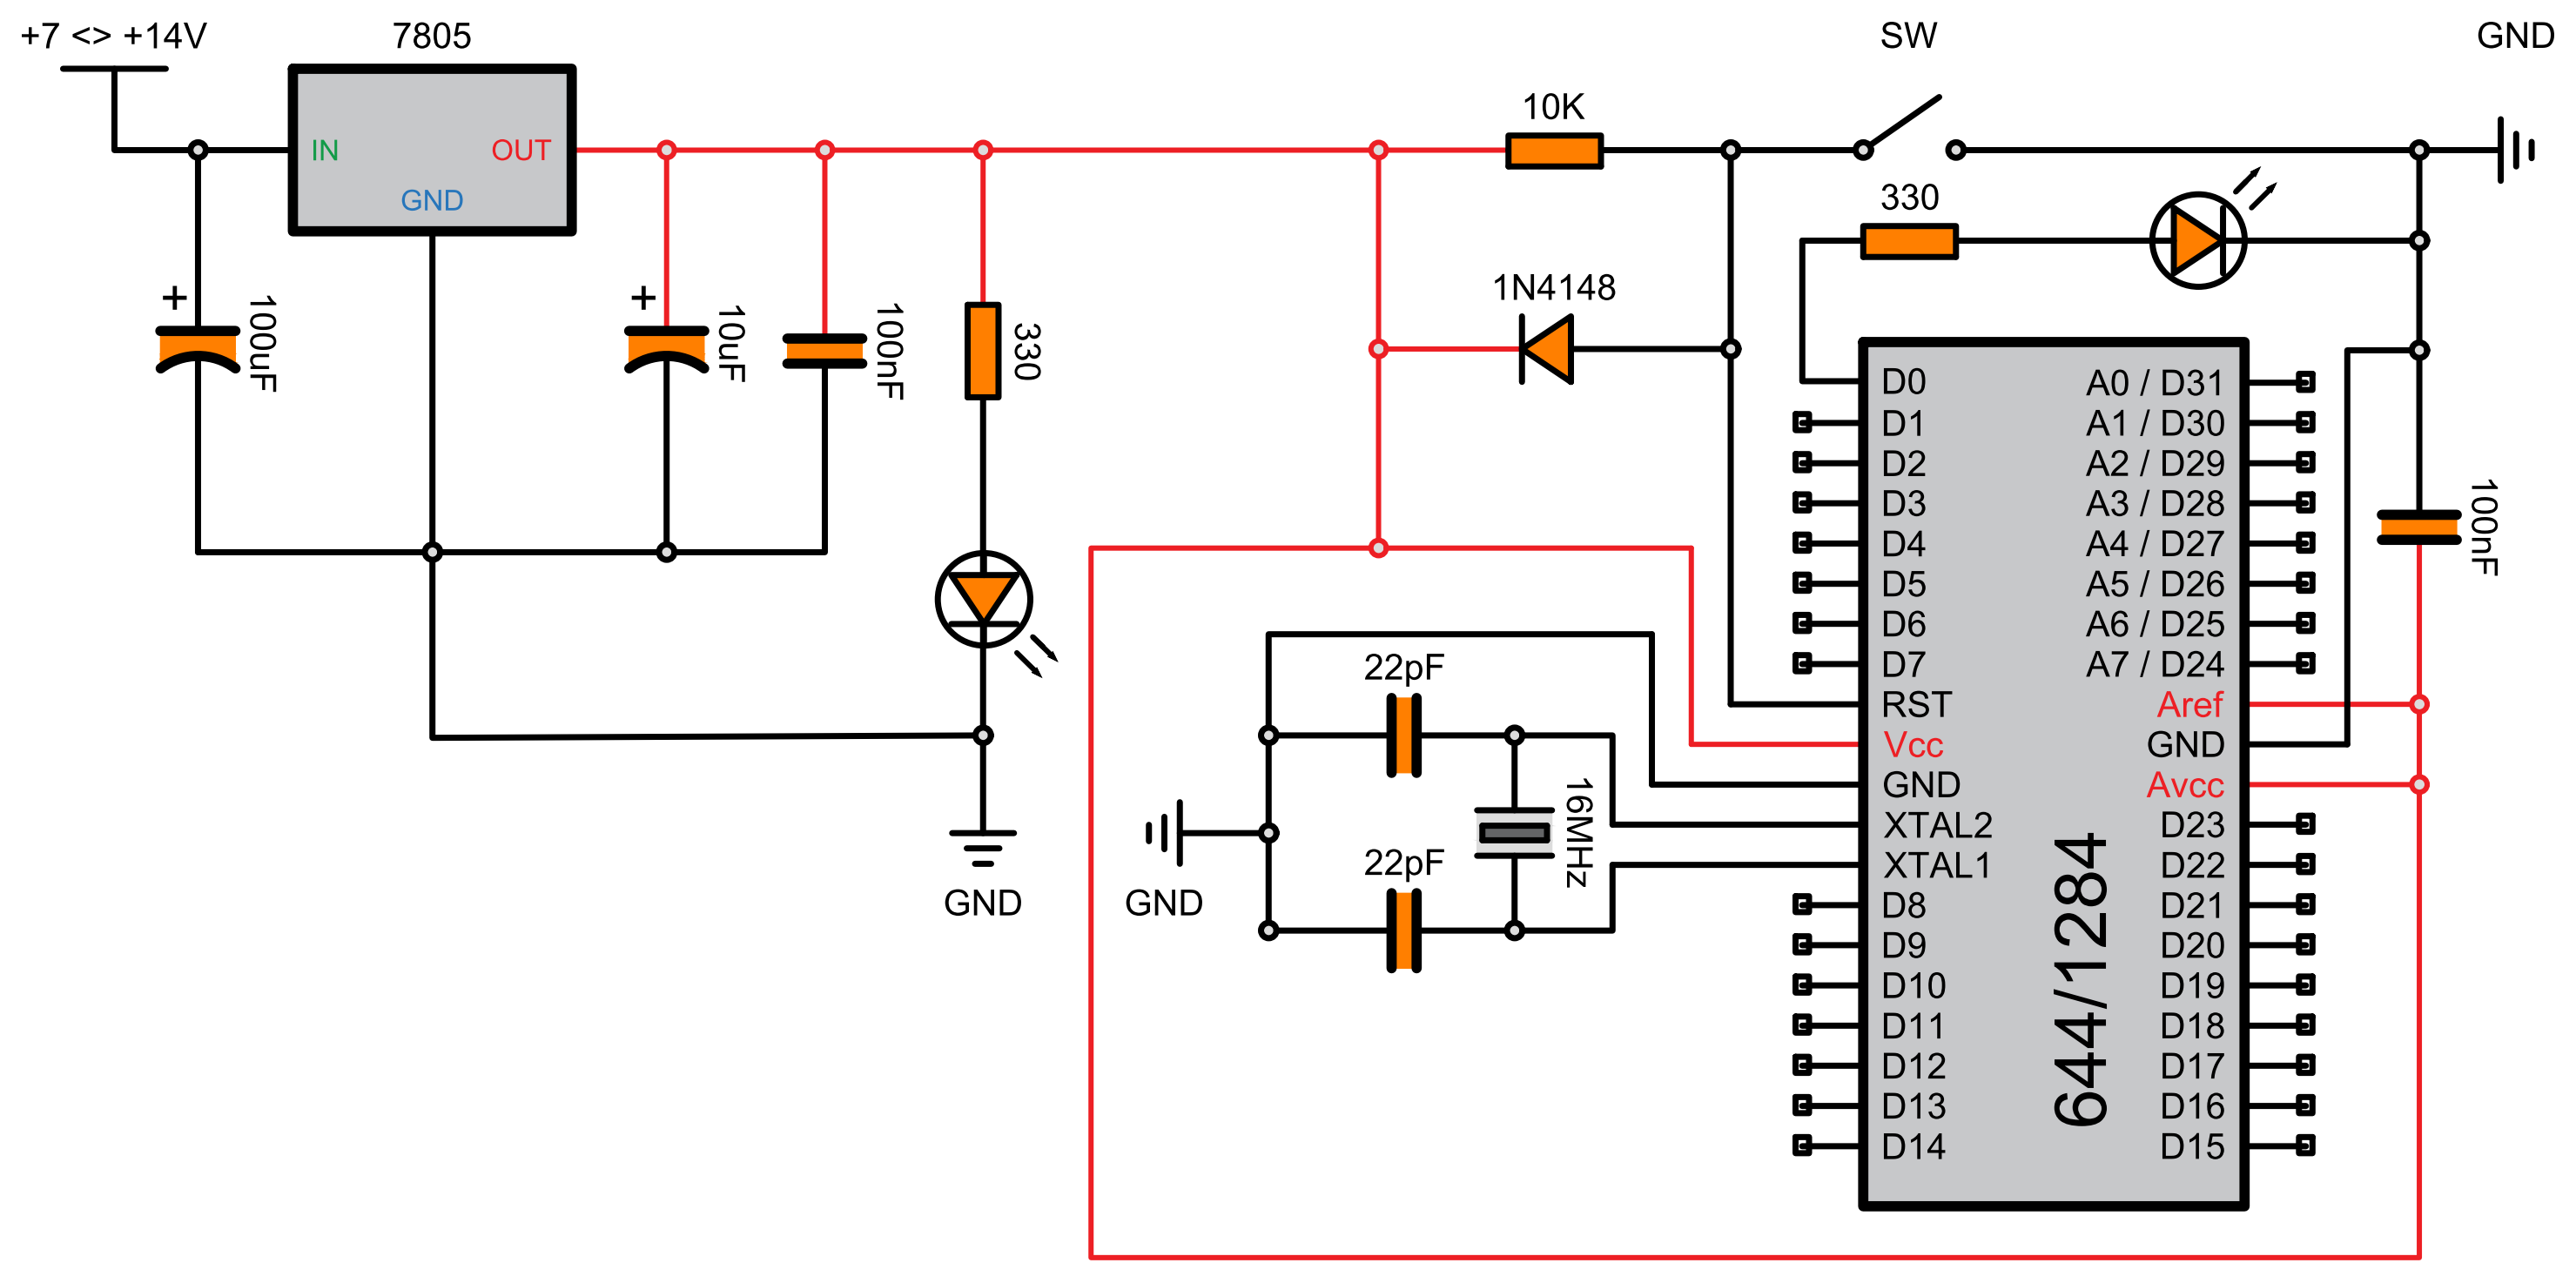 +7 <> +14V
7805
SW
GND
IN
OUT
GND
10K
330
1N4148
+
100uF
+
10uF
100nF
330
100nF
D0
A0 / D31
D1
A1 / D30
D2
A2 / D29
D3
A3 / D28
D4
A4 / D27
D5
A5 / D26
D6
A6 / D25
D7
A7 / D24
RST
Aref
Vcc
GND
GND
Avcc
XTAL2
D23
XTAL1
D22
D8
D21
D9
D20
D10
D19
D11
D18
D12
D17
D13
D16
D14
D15
644/1284
22pF
16MHz
22pF
GND
GND